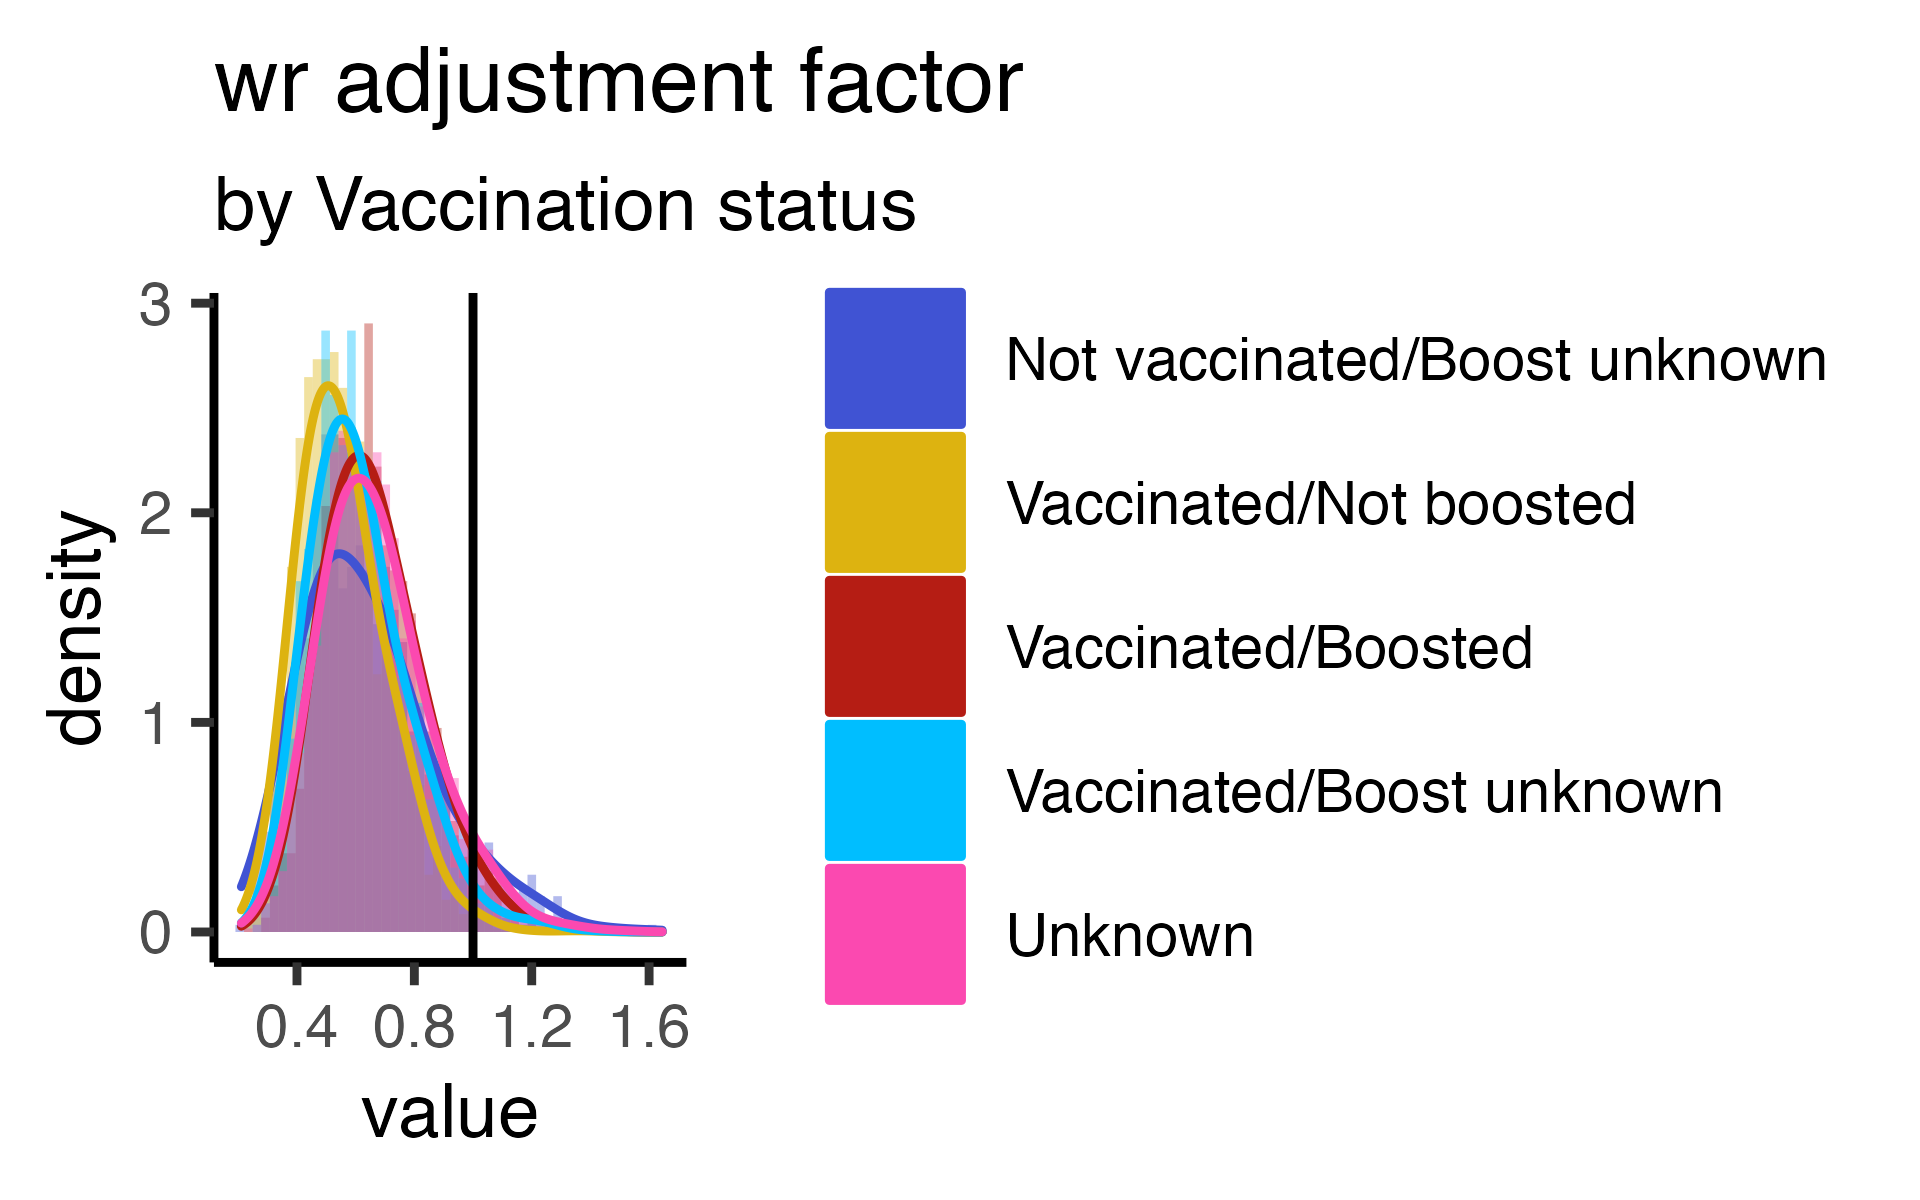 wr adjustment factor
by Vaccination status
3
2
1
0
density
0.4 0.8 1.2 1.6
value
Not vaccinated/Boost unknown
Vaccinated/Not boosted
Vaccinated/Boosted
Vaccinated/Boost unknown
Unknown